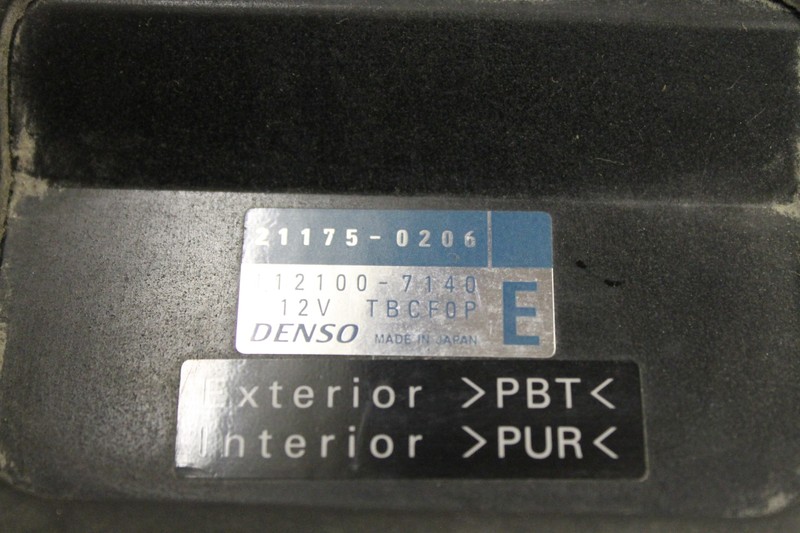 21175-0206
112100-7140
12V TBCF0P
E
DENSO MADE IN JAPAN
Exterior >PBT<
Interior >PUR<